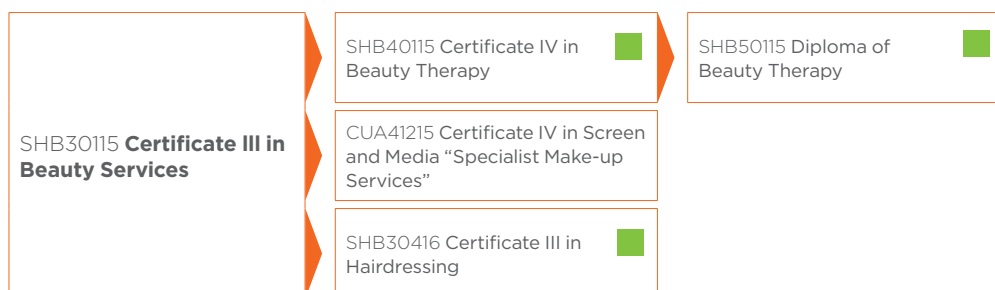 SHB30115 Certificate III in
Beauty Services
SHB40115 Certificate IV in
Beauty Therapy
SHB50115 Diploma of
Beauty Therapy
CUA41215 Certificate IV in Screen
and Media “Specialist Make-up
Services”
SHB30416 Certificate III in
Hairdressing